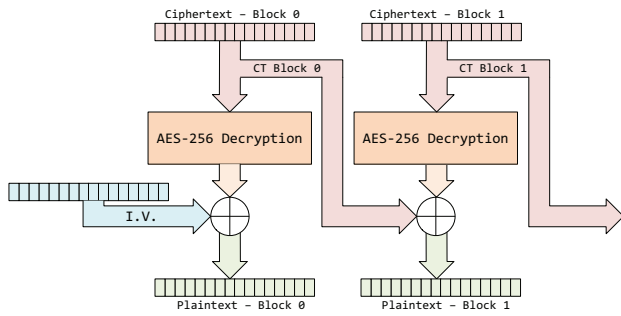 Ciphertext – Block 0
Ciphertext – Block 1
CT Block 0
CT Block 1
AES-256 Decryption
AES-256 Decryption
I.V.
Plaintext – Block 0
Plaintext – Block 1